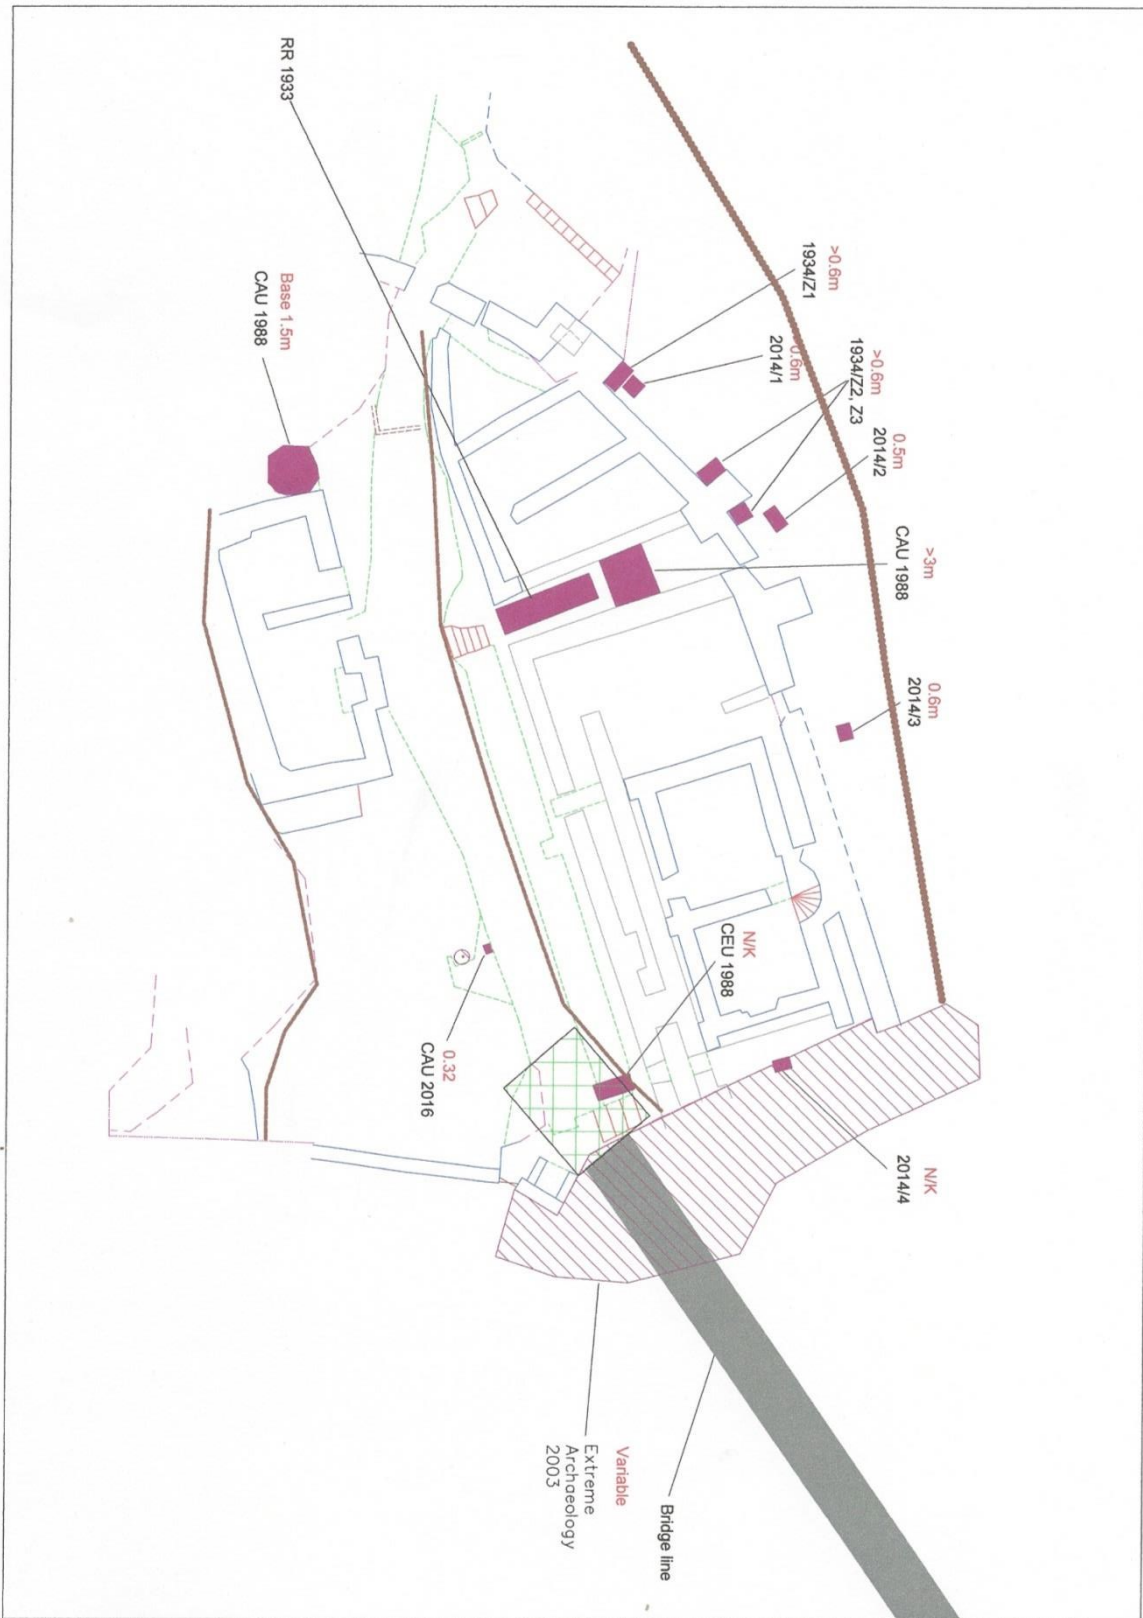 RR 1933
>0.6m
1934/Z1
>0.6m
2014/1
>0.6m
1934/Z2, Z3
0.5m
2014/2
>3m
CAU 1988
0.6m
2014/3
Base 1.5m
CAU 1988
N/K
CEU 1988
0.32
CAU 2016
N/K
2014/4
Variable
Extreme
Archaeology
2003
Bridge line